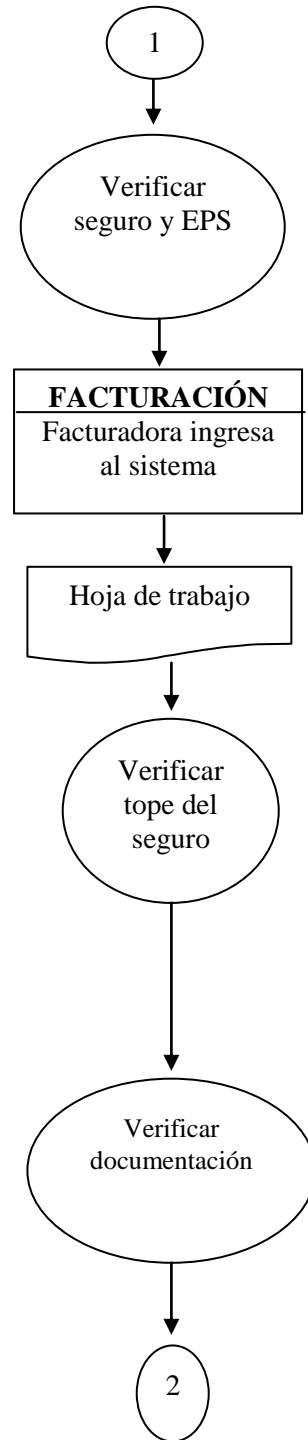 1
Verificar
seguro y EPS
FACTURACIÓN
Facturadora ingresa
al sistema
Hoja de trabajo
Verificar
tope del
seguro
Verificar
documentación
2